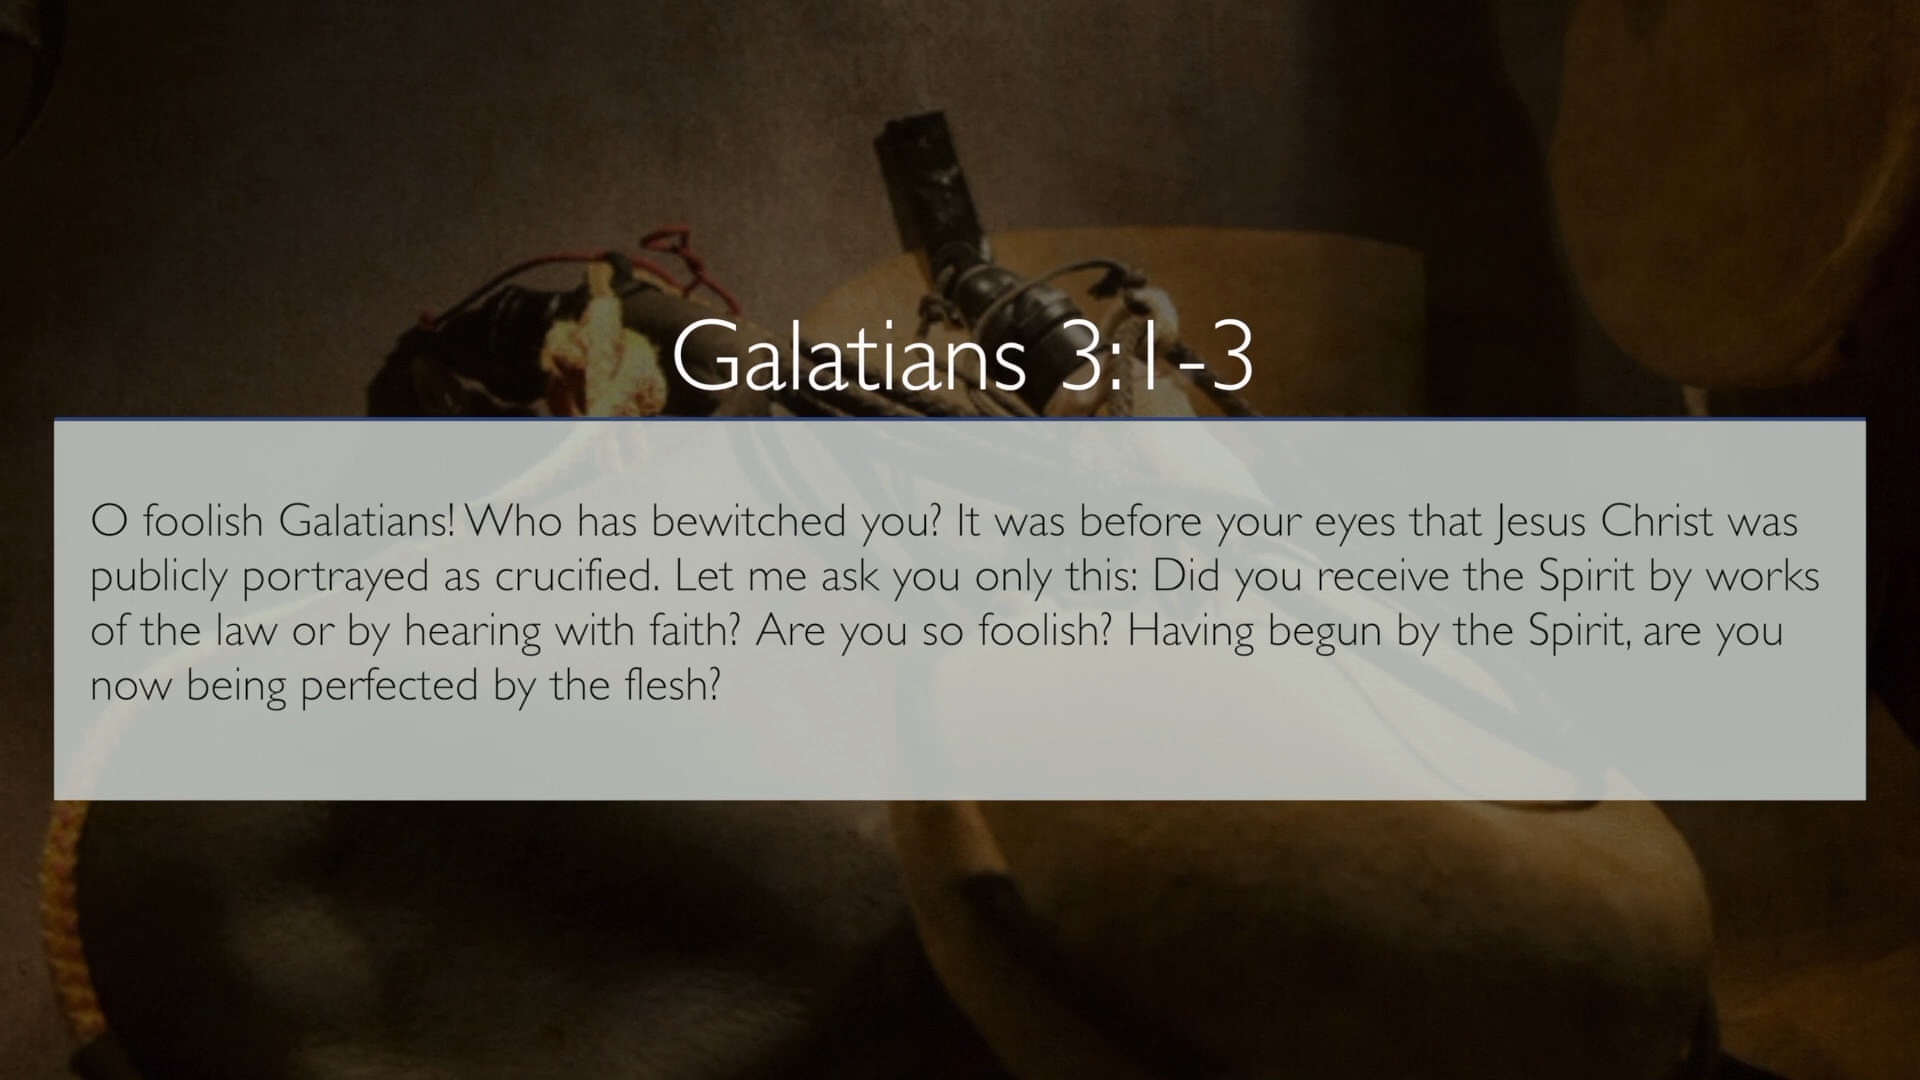 Galatians 3:1-3
O foolish Galatians! Who has bewitched you? It was before your eyes that Jesus Christ was
publicly portrayed as crucified. Let me ask you only this: Did you receive the Spirit by works
of the law or by hearing with faith? Are you so foolish? Having begun by the Spirit, are you
now being perfected by the flesh?